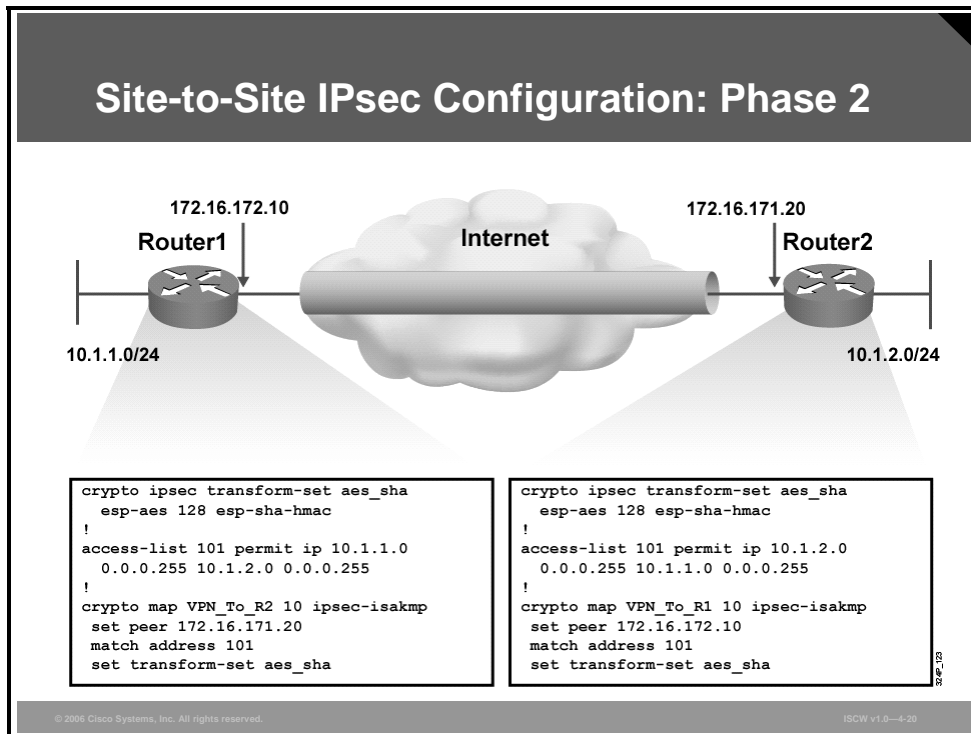 Site-to-Site IPsec Configuration: Phase 2
172.16.172.10
172.16.171.20
Router1
Internet
Router2
10.1.1.0/24
10.1.2.0/24
crypto ipsec transform-set aes_sha
esp-aes 128 esp-sha-hmac
!
access-list 101 permit ip 10.1.1.0
0.0.0.255 10.1.2.0 0.0.0.255
!
crypto map VPN_To_R2 10 ipsec-isakmp
set peer 172.16.171.20
match address 101
set transform-set aes_sha
crypto ipsec transform-set aes_sha
esp-aes 128 esp-sha-hmac
!
access-list 101 permit ip 10.1.2.0
0.0.0.255 10.1.1.0 0.0.0.255
!
crypto map VPN_To_R1 10 ipsec-isakmp
set peer 172.16.172.10
match address 101
set transform-set aes_sha
324P_123
© 2006 Cisco Systems, Inc. All rights reserved.
ISCW v1.0—4-20